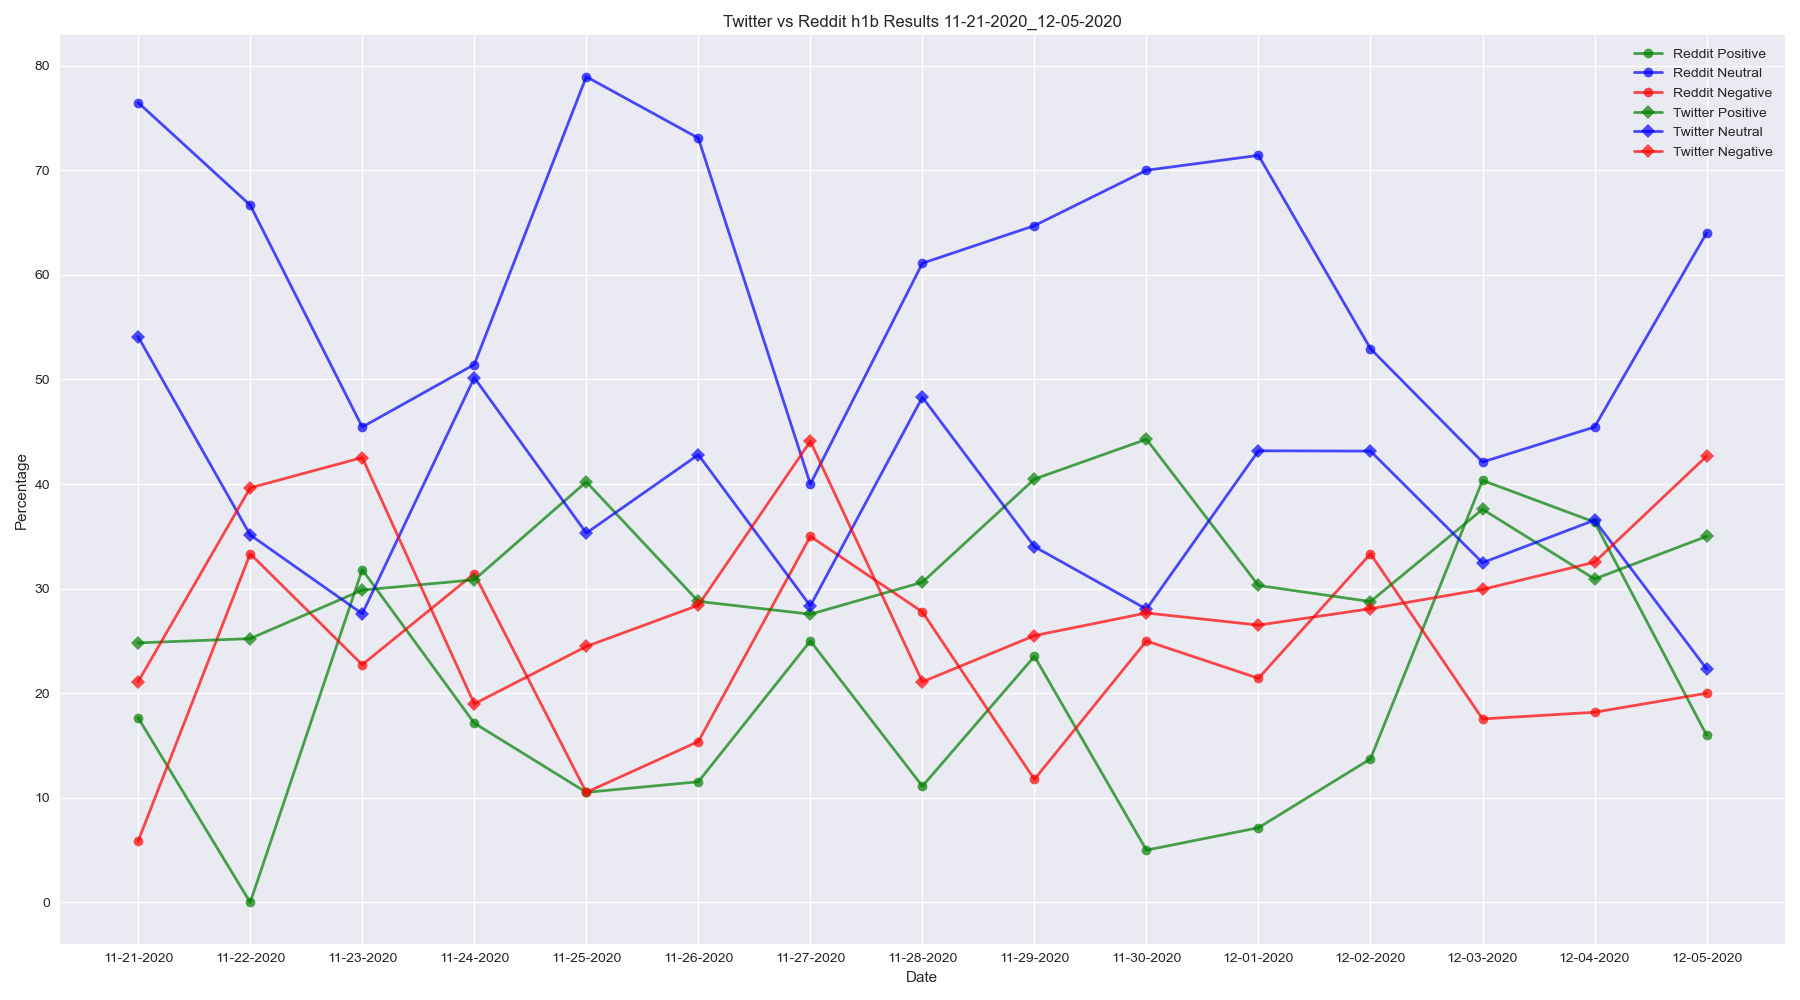 Twitter vs Reddit h1b Results 11-21-2020_12-05-2020
Reddit Positive
Reddit Neutral
Reddit Negative
Twitter Positive
Twitter Neutral
Twitter Negative
80
70
60
50
40
30
20
10
0
Percentage
11-21-2020 11-22-2020 11-23-2020 11-24-2020 11-25-2020 11-26-2020 11-27-2020 11-28-2020 11-29-2020 11-30-2020 12-01-2020 12-02-2020 12-03-2020 12-04-2020 12-05-2020
Date